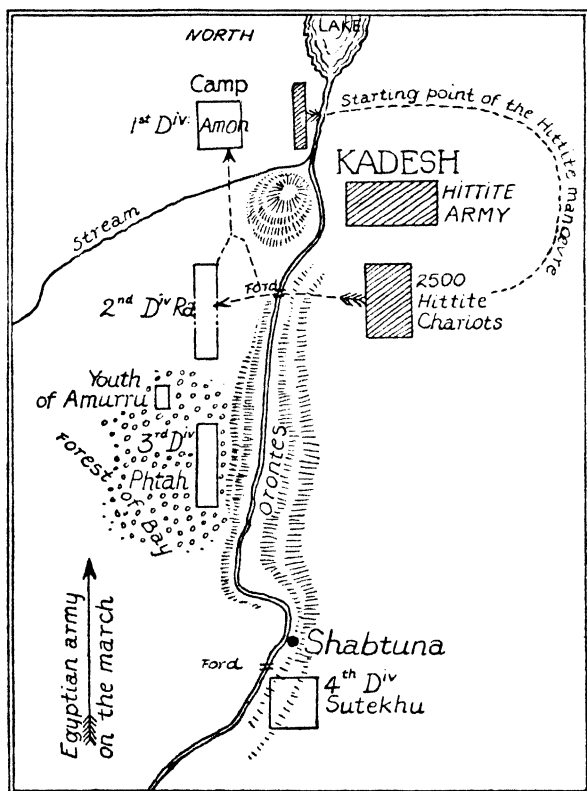 NORTH
LAKE
Camp
1st Div:
Amon
Starting point of the Hittite manœvre
KADESH
HITTITE
ARMY
Stream
Ford
2nd Div Ra
2500
Hittite
Chariots
Youth
of Amurru
3rd Div
Phtah
Forest of Bay
Orontes
Shabtuna
Ford
4th Div
Sutekhu
Egyptian army
on the march